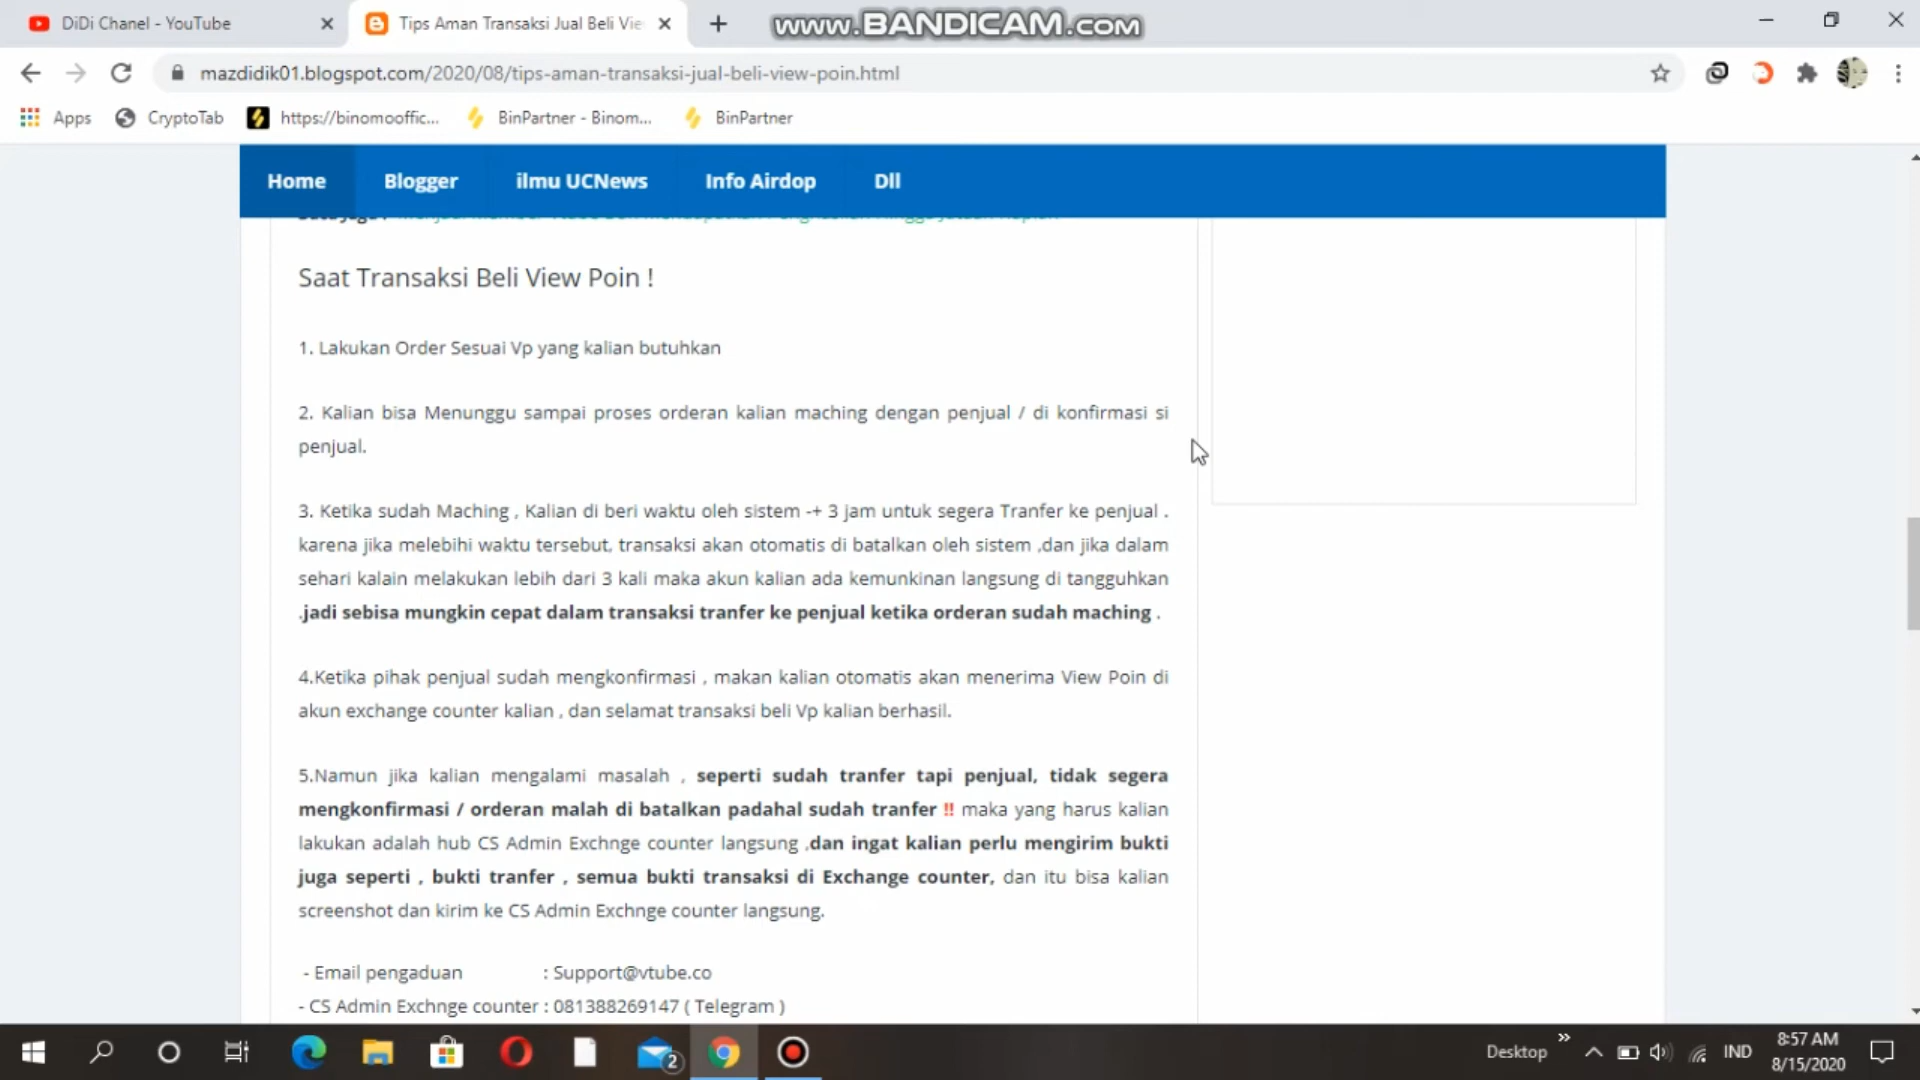 DiDi Chanel - YouTube
Tips Aman Transaksi Jual Beli Vie
www.BANDICAM.com
mazdidik01.blogspot.com/2020/08/tips-aman-transaksi-jual-beli-view-poin.html
Apps
CryptoTab
https://binomooffic...
BinPartner - Binom...
BinPartner
Home
Blogger
ilmu UCNews
Info Airdop
Dll
Saat Transaksi Beli View Poin !
1. Lakukan Order Sesuai Vp yang kalian butuhkan
2. Kalian bisa Menunggu sampai proses orderan kalian maching dengan penjual / di konfirmasi si
penjual.
3. Ketika sudah Maching , Kalian di beri waktu oleh sistem -+ 3 jam untuk segera Tranfer ke penjual .
karena jika melebihi waktu tersebut, transaksi akan otomatis di batalkan oleh sistem ,dan jika dalam
sehari kalain melakukan lebih dari 3 kali maka akun kalian ada kemunkinan langsung di tangguhkan
.jadi sebisa mungkin cepat dalam transaksi tranfer ke penjual ketika orderan sudah maching .
4.Ketika pihak penjual sudah mengkonfirmasi , makan kalian otomatis akan menerima View Poin di
akun exchange counter kalian , dan selamat transaksi beli Vp kalian berhasil.
5.Namun jika kalian mengalami masalah , seperti sudah tranfer tapi penjual, tidak segera
mengkonfirmasi / orderan malah di batalkan padahal sudah tranfer !! maka yang harus kalian
lakukan adalah hub CS Admin Exchnge counter langsung ,dan ingat kalian perlu mengirim bukti
juga seperti , bukti tranfer , semua bukti transaksi di Exchange counter, dan itu bisa kalian
screenshot dan kirim ke CS Admin Exchnge counter langsung.
- Email pengaduan : Support@vtube.co
- CS Admin Exchnge counter : 081388269147 ( Telegram )
2
Desktop
IND
8:57 AM
8/15/2020